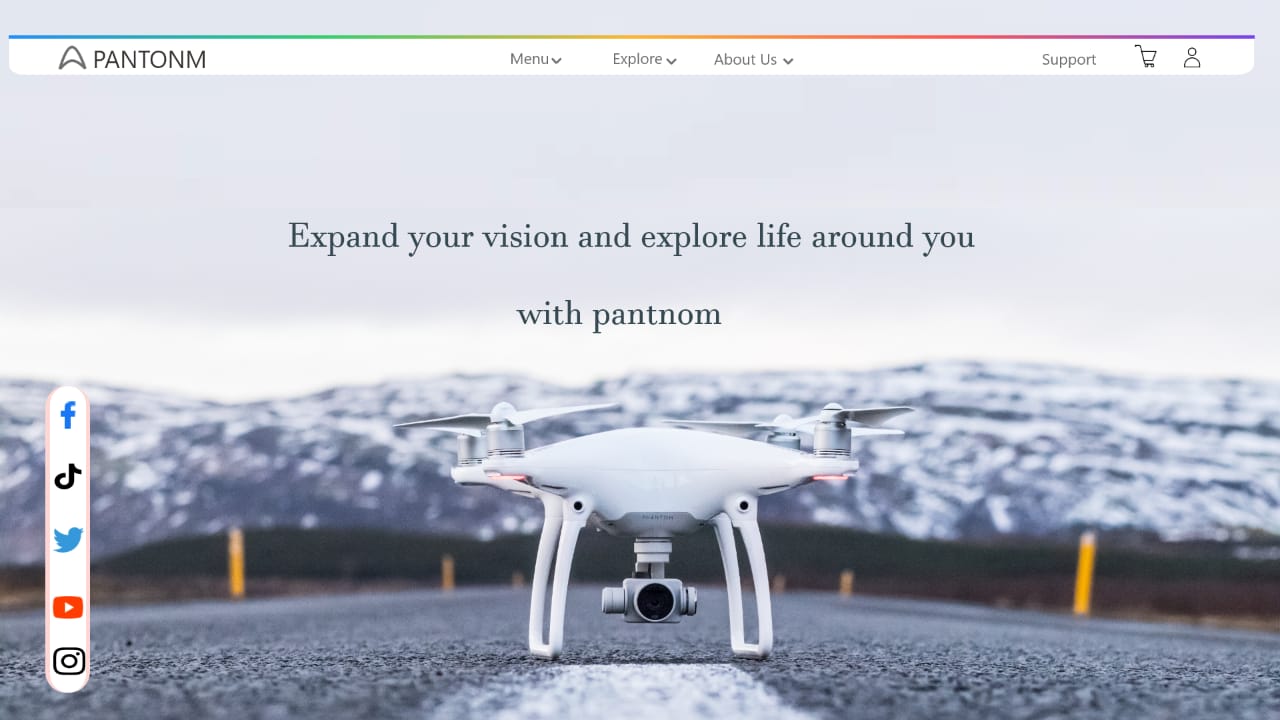 PANTONM
Menu
Explore
About Us
Support
Expand your vision and explore life around you
with pantnom
PHANTOM